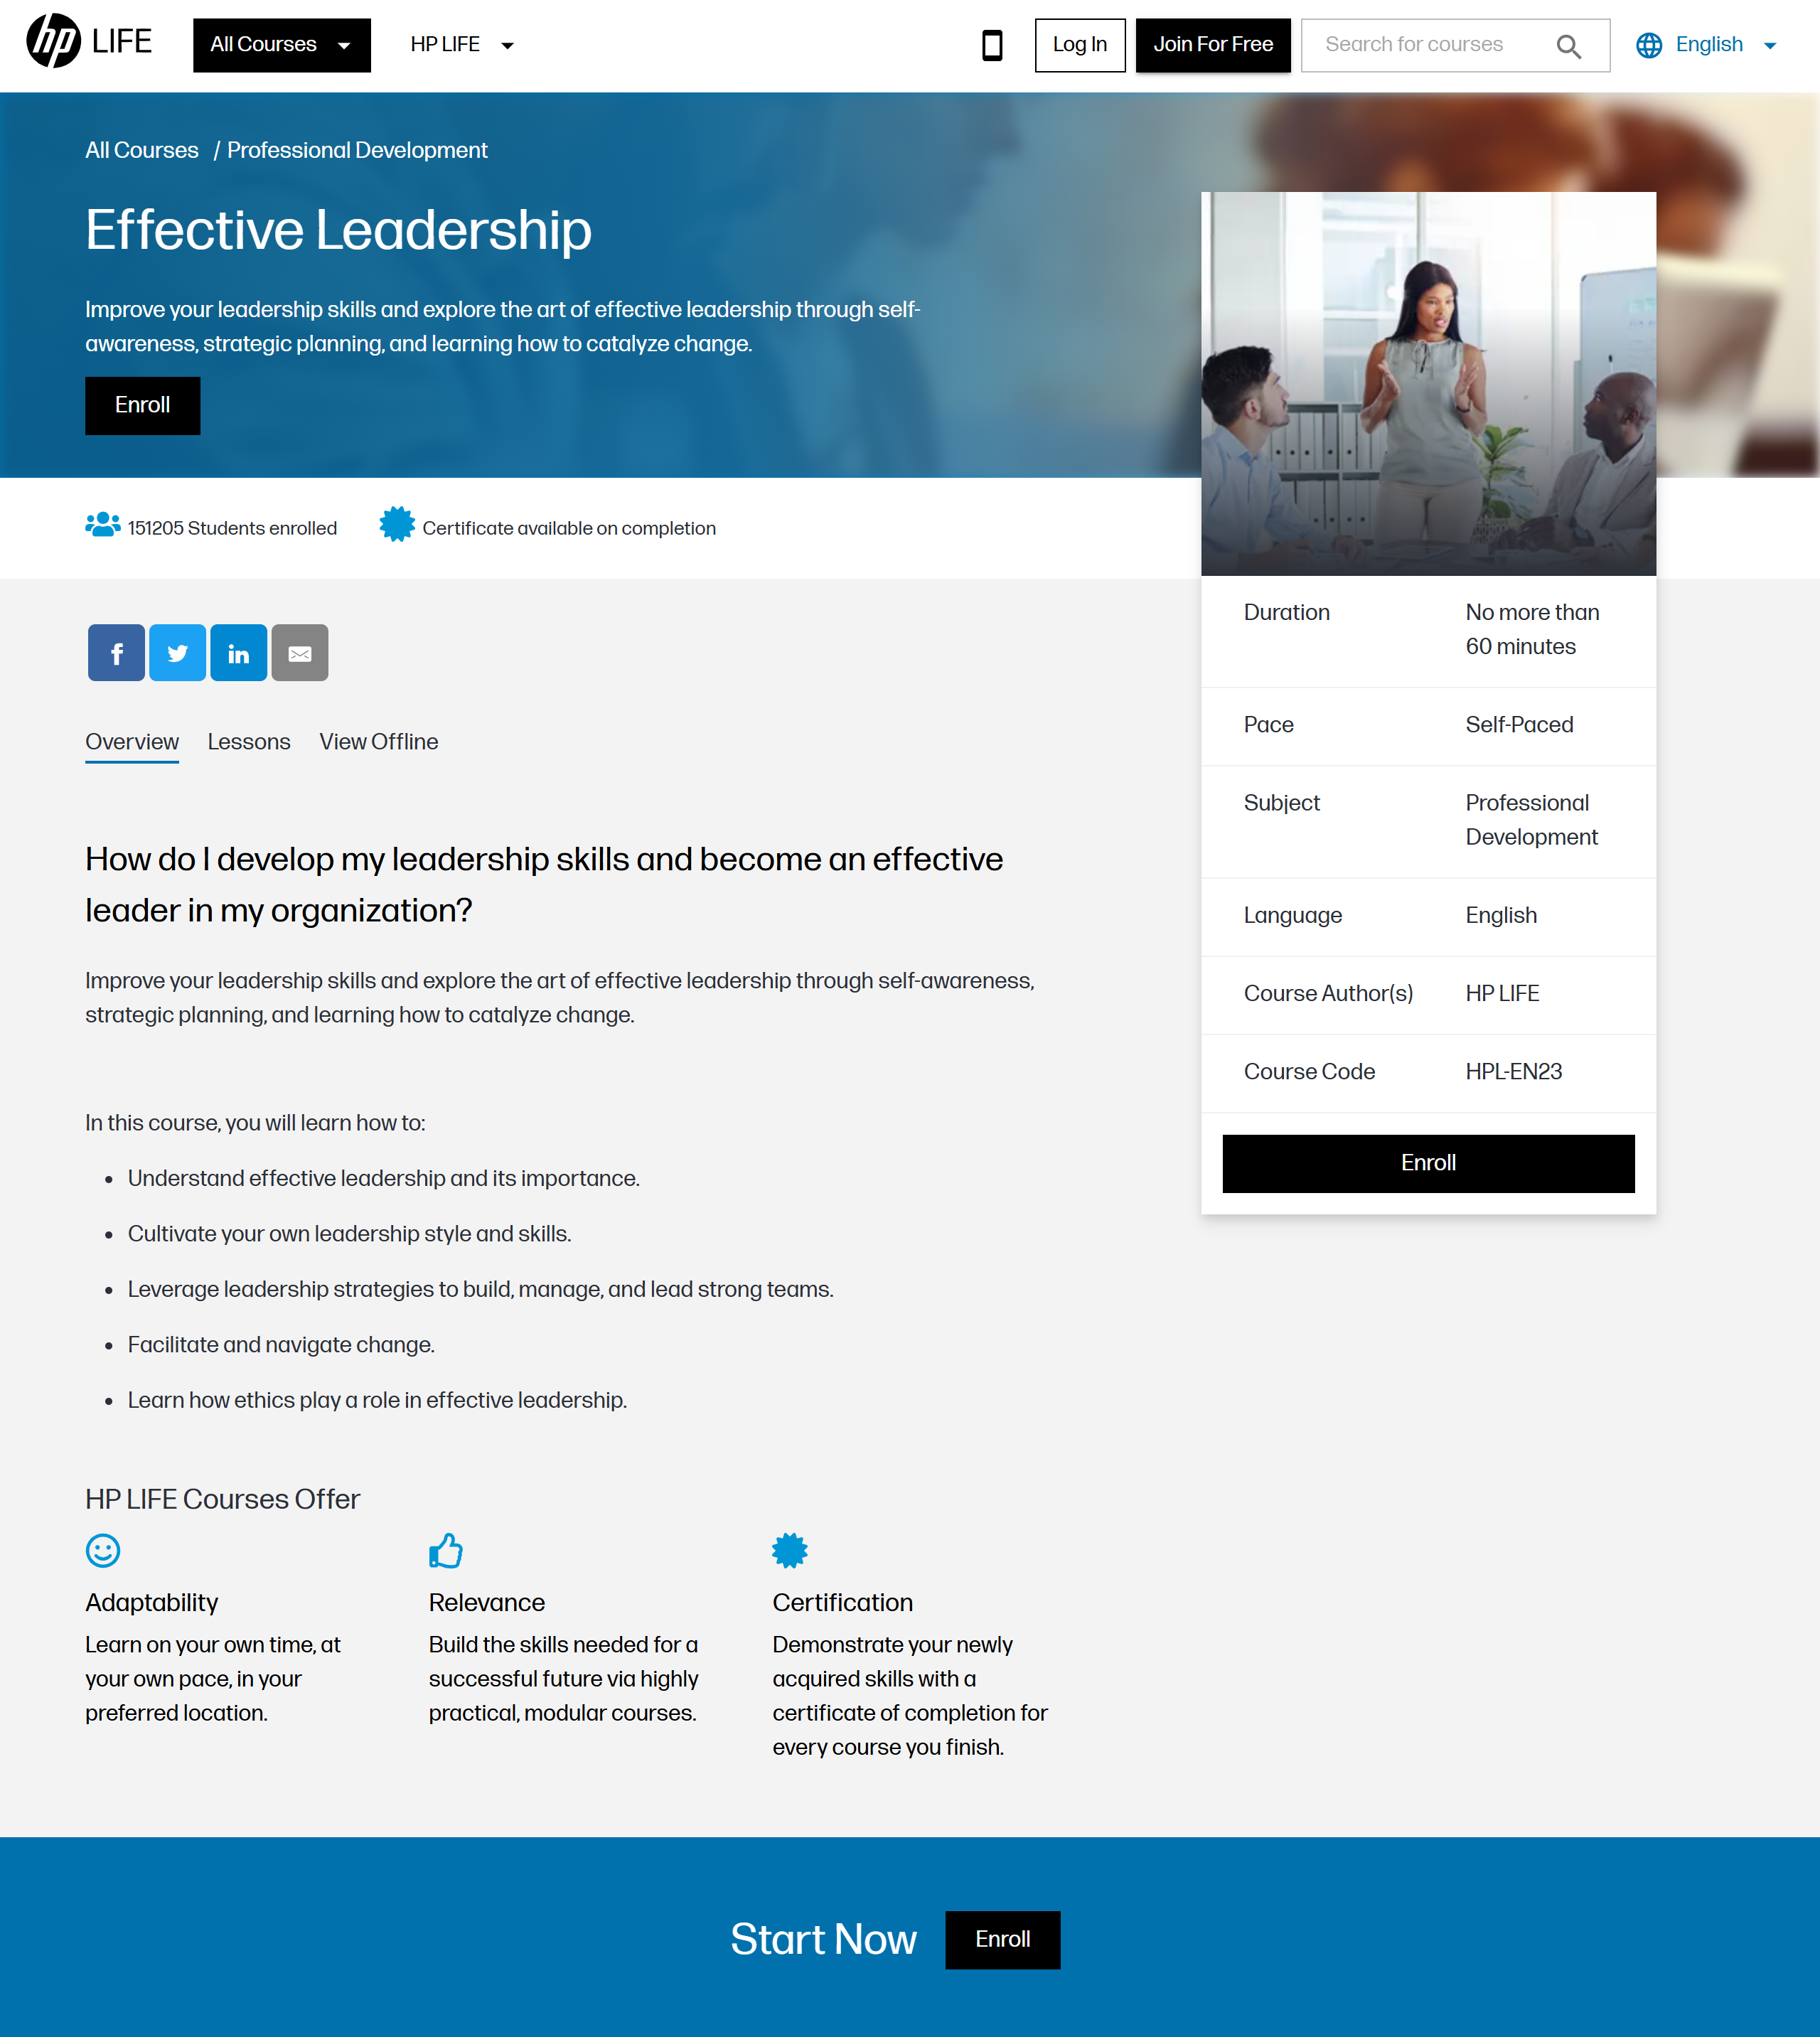 hp LIFE
All Courses
HP LIFE
Log In
Join For Free
Search for courses
English
All Courses / Professional Development
Effective Leadership
Improve your leadership skills and explore the art of effective leadership through self-
awareness, strategic planning, and learning how to catalyze change.
Enroll
151205 Students enrolled
Certificate available on completion
Duration
No more than
60 minutes
Pace
Self-Paced
Subject
Professional
Development
Language
English
Course Author(s)
HP LIFE
Course Code
HPL-EN23
Enroll
f
in
Overview
Lessons
View Offline
How do I develop my leadership skills and become an effective
leader in my organization?
Improve your leadership skills and explore the art of effective leadership through self-awareness,
strategic planning, and learning how to catalyze change.
In this course, you will learn how to:
• Understand effective leadership and its importance.
• Cultivate your own leadership style and skills.
• Leverage leadership strategies to build, manage, and lead strong teams.
• Facilitate and navigate change.
• Learn how ethics play a role in effective leadership.
HP LIFE Courses Offer
Adaptability
Learn on your own time, at
your own pace, in your
preferred location.
Relevance
Build the skills needed for a
successful future via highly
practical, modular courses.
Certification
Demonstrate your newly
acquired skills with a
certificate of completion for
every course you finish.
Start Now
Enroll